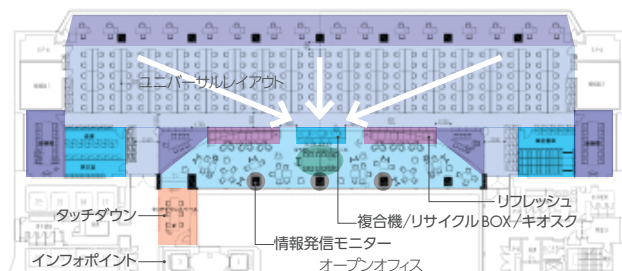 ユニバーサルレイアウト
タッチダウン
リフレッシュ
複合機/リサイクルBOX/キオスク
情報発信モニター
インフォポイント
オープンオフィス